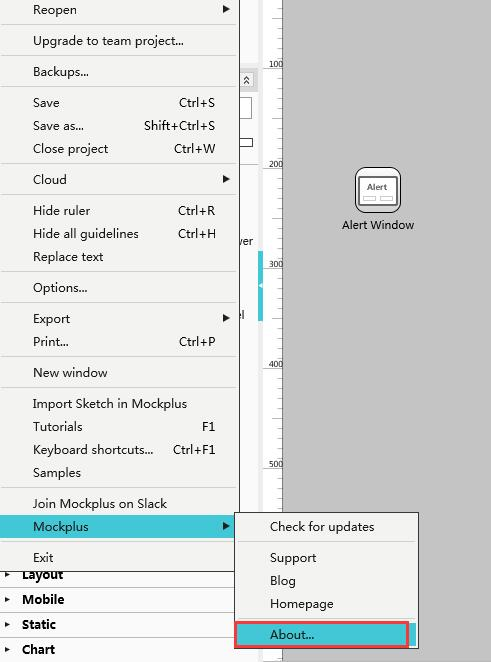 Reopen
Upgrade to team project...
Backups...
Save Ctrl+S
Save as... Shift+Ctrl+S
Close project Ctrl+W
Cloud
Hide ruler Ctrl+R
Hide all guidelines Ctrl+H
Replace text
Options...
Export
Print... Ctrl+P
New window
Import Sketch in Mockplus
Tutorials F1
Keyboard shortcuts... Ctrl+F1
Samples
Join Mockplus on Slack
Mockplus
Exit
Check for updates
Support
Blog
Homepage
About...
Layout
Mobile
Static
Chart
100
200
300
400
500
Alert
Alert Window